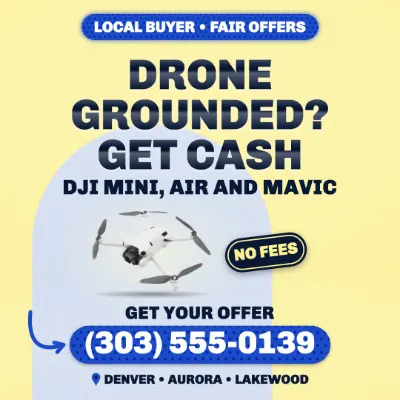 LOCAL BUYER • FAIR OFFERS
DRONE
GROUNDED?
GET CASH
DJI MINI, AIR AND MAVIC
NO FEES
GET YOUR OFFER
(303) 555-0139
DENVER • AURORA • LAKEWOOD